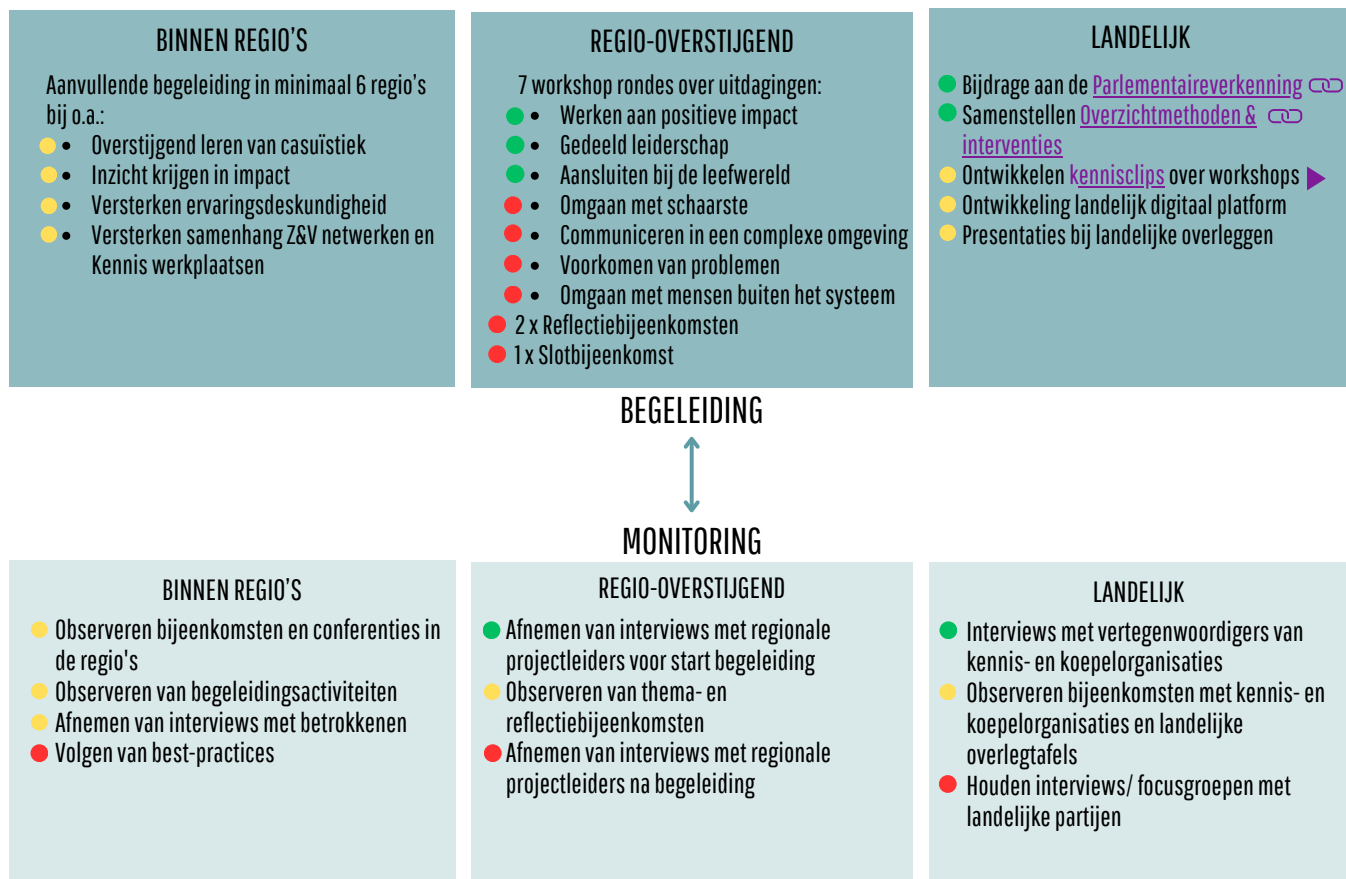 BINNEN REGIO'S
Aanvullende begeleiding in minimaal 6 regio's
bij o.a.:
• Overstijgend leren van casuïstiek
• Inzicht krijgen in impact
• Versterken ervaringsdeskundigheid
• Versterken samenhang Z&V netwerken en
Kennis werkplaatsen
REGIO-OVERSTIJGEND
7 workshop rondes over uitdagingen:
• Werken aan positieve impact
• Gedeeld leiderschap
• Aansluiten bij de leefwereld
• Omgaan met schaarste
• Communiceren in een complexe omgeving
• Voorkomen van problemen
• Omgaan met mensen buiten het systeem
2 x Reflectiebijeenkomsten
1 x Slotbijeenkomst
LANDELIJK
Bijdrage aan de Parlementaireverkenning
Samenstellen Overzichtmethoden &
interventies
Ontwikkelen kennisclips over workshops
Ontwikkeling landelijk digitaal platform
Presentaties bij landelijke overleggen
BEGELEIDING
MONITORING
BINNEN REGIO'S
Observeren bijeenkomsten en conferenties in
de regio's
Observeren van begeleidingsactiviteiten
Afnemen van interviews met betrokkenen
Volgen van best-practices
REGIO-OVERSTIJGEND
Afnemen van interviews met regionale
projectleiders voor start begeleiding
Observeren van thema- en
reflectiebijeenkomsten
Afnemen van interviews met regionale
projectleiders na begeleiding
LANDELIJK
Interviews met vertegenwoordigers van
kennis- en koepelorganisaties
Observeren bijeenkomsten met kennis- en
koepelorganisaties en landelijke
overlegtafels
Houden interviews/ focusgroepen met
landelijke partijen